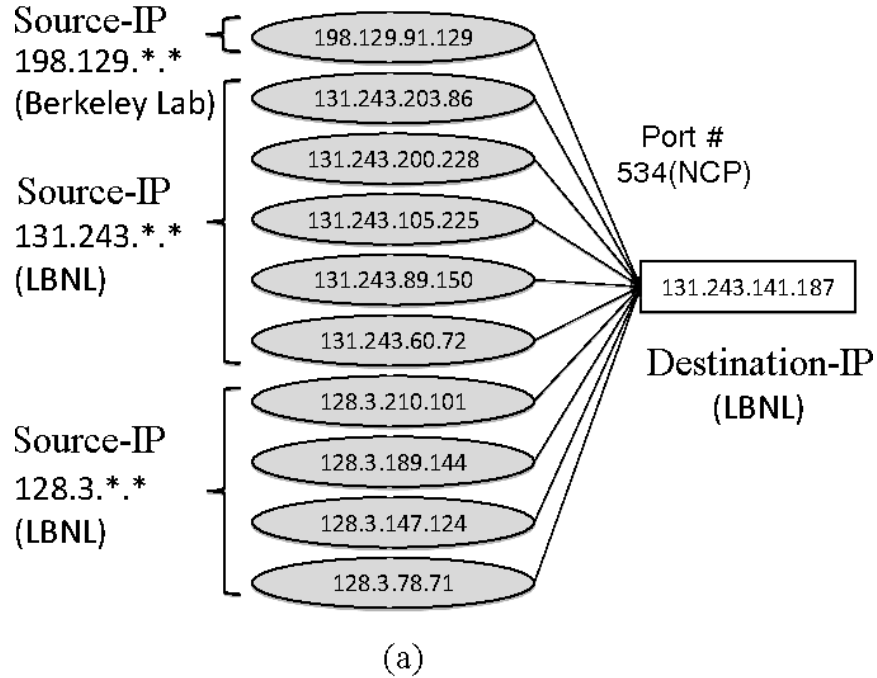 Source-IP
198.129.*.*
(Berkeley Lab)
Source-IP
131.243.*.*
(LBNL)
Source-IP
128.3.*.*
(LBNL)
198.129.91.129
131.243.203.86
131.243.200.228
131.243.105.225
131.243.89.150
131.243.60.72
128.3.210.101
128.3.189.144
128.3.147.124
128.3.78.71
Port #
534(NCP)
131.243.141.187
Destination-IP
(LBNL)
(a)